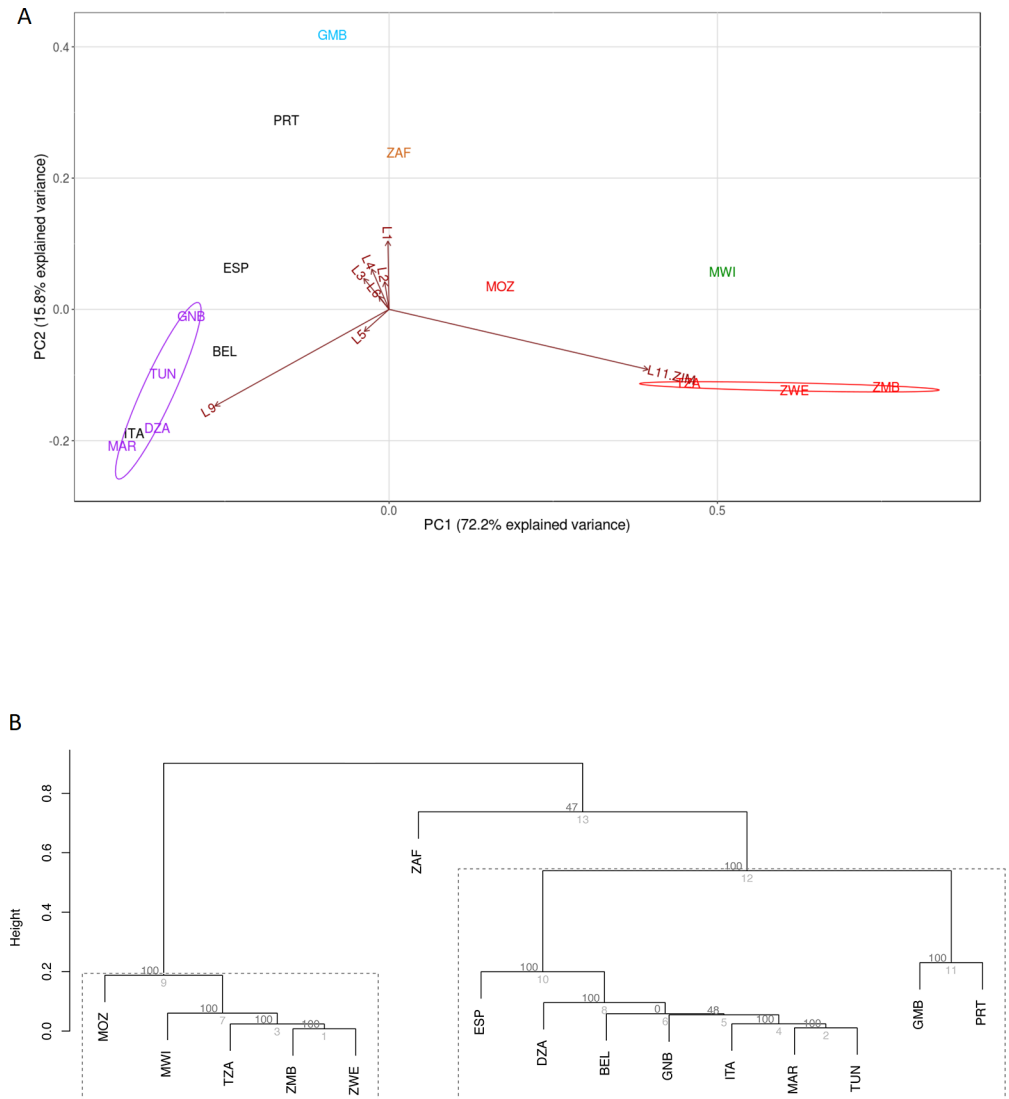 A
GMB
0.4
PRT
ZAF
0.2
L1
L4
L3
L2
L6
ESP
MWI
MOZ
0.0
GNB
L5
BEL
TUN
L11.ZIM
TZA
ZWE
ZMB
L9
DZA
ITA
MAR
-0.2
PC2 (15.8% explained variance)
0.0
0.5
PC1 (72.2% explained variance)
B
Height
0.8
0.6
0.4
0.2
0.0
47
13
ZAF
100
12
100
9
100
10
100
11
MOZ
100
7
MWI
100
3
TZA
100
1
ZMB
ZWE
ESP
100
8
DZA
0
6
BEL
48
5
GNB
100
4
ITA
100
2
MAR
TUN
GMB
PRT